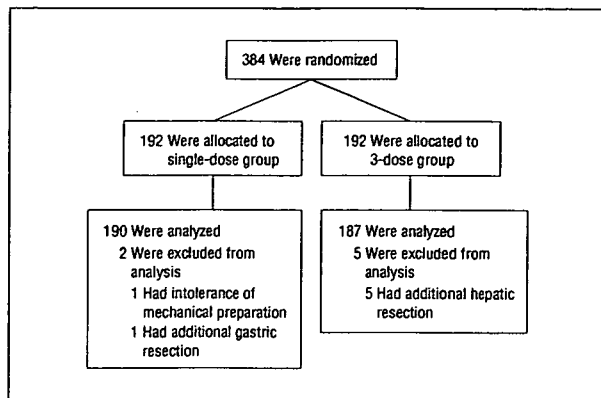 384 Were randomized
192 Were allocated to
single-dose group
192 Were allocated to
3-dose group
190 Were analyzed
2 Were excluded from
analysis
1 Had intolerance of
mechanical preparation
1 Had additional gastric
resection
187 Were analyzed
5 Were excluded from
analysis
5 Had additional hepatic
resection